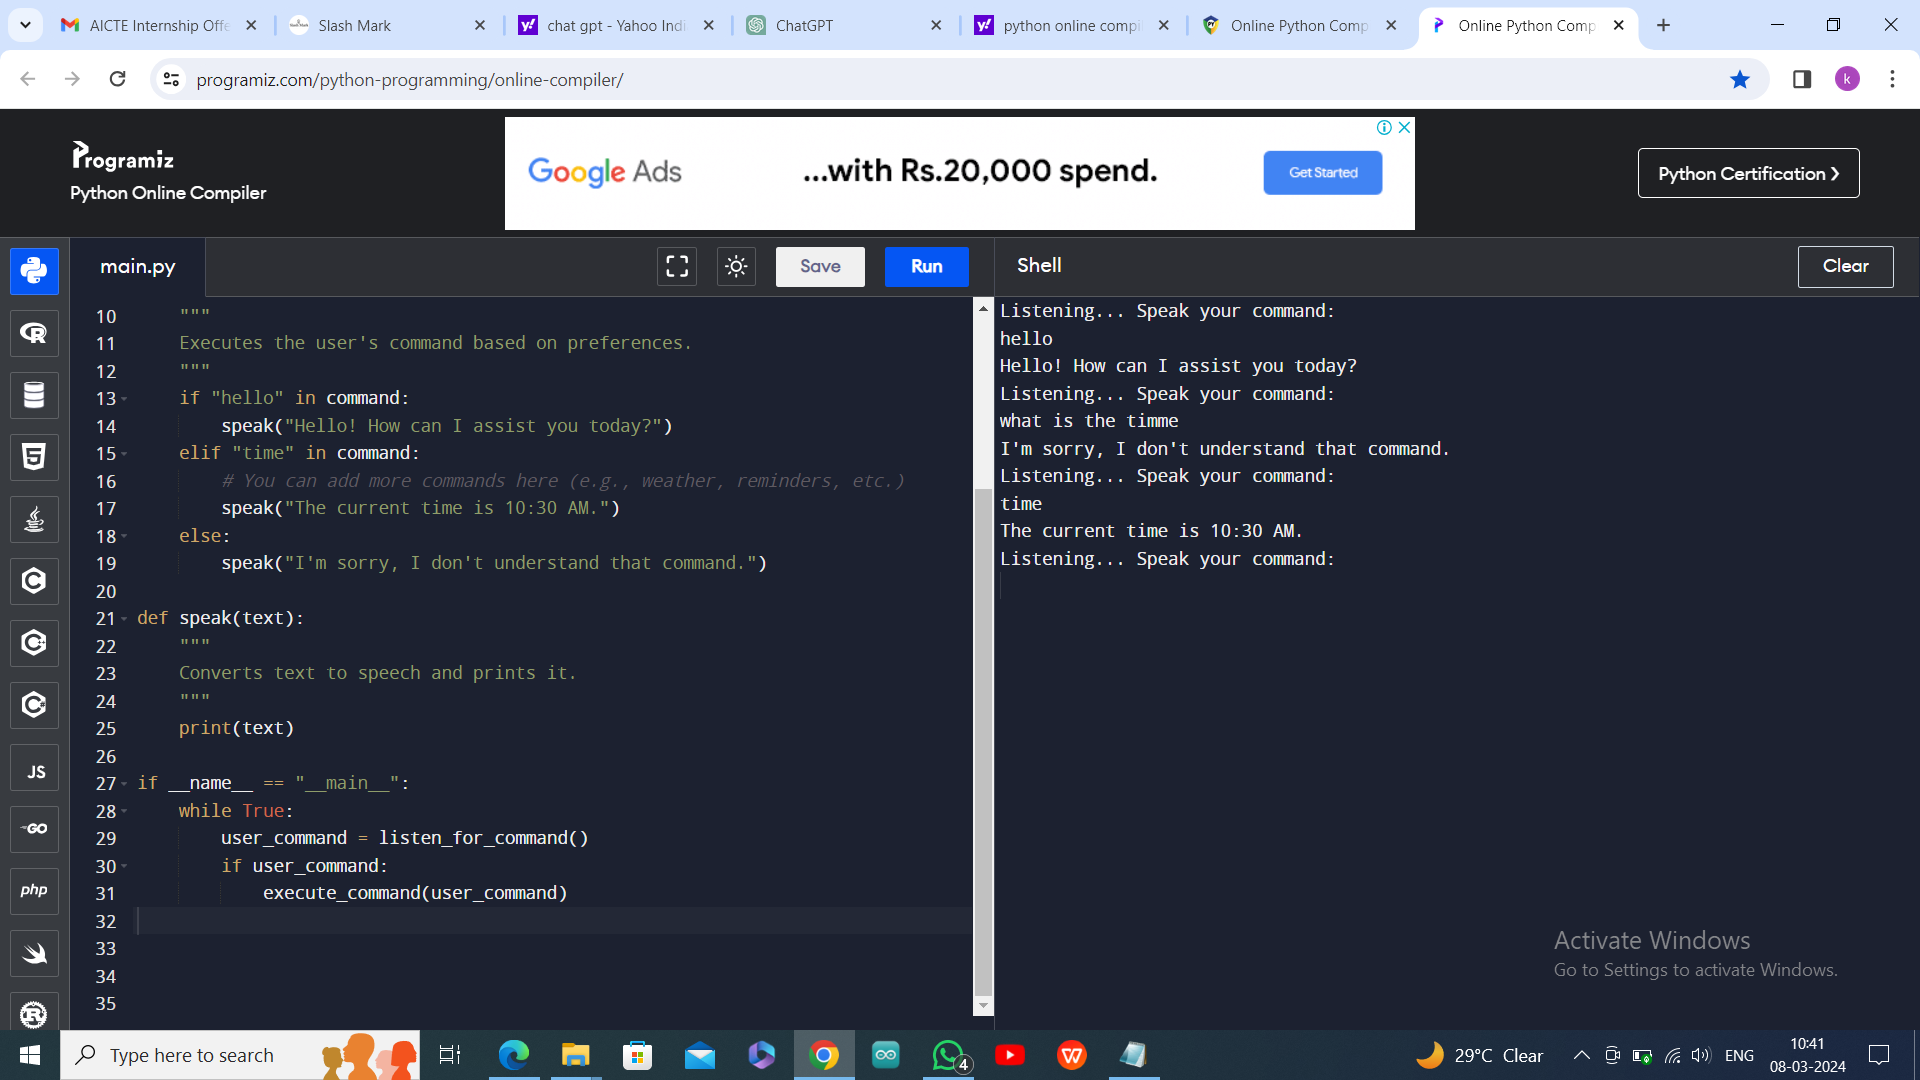 AICTE Internship Offe
Slash Mark
chat gpt - Yahoo Indi
ChatGPT
python online compi
Online Python Comp
Online Python Comp
programiz.com/python-programming/online-compiler/
k
Programiz
Python Online Compiler
Google Ads
...with Rs.20,000 spend.
Get Started
Python Certification ❯
main.py
Save
Run
Shell
Clear
10 """
11 Executes the user's command based on preferences.
12 """
13 if "hello" in command:
14 speak("Hello! How can I assist you today?")
15 elif "time" in command:
16 # You can add more commands here (e.g., weather, reminders, etc.)
17 speak("The current time is 10:30 AM.")
18 else:
19 speak("I'm sorry, I don't understand that command.")
20
21 def speak(text):
22 """
23 Converts text to speech and prints it.
24 """
25 print(text)
26
27 if __name__ == "__main__":
28 while True:
29 user_command = listen_for_command()
30 if user_command:
31 execute_command(user_command)
32
33
34
35
Listening... Speak your command:
hello
Hello! How can I assist you today?
Listening... Speak your command:
what is the timme
I'm sorry, I don't understand that command.
Listening... Speak your command:
time
The current time is 10:30 AM.
Listening... Speak your command:
R
5
C
C
C
JS
GO
php
R
Activate Windows
Go to Settings to activate Windows.
Type here to search
4
29°C Clear
ENG
10:41
08-03-2024